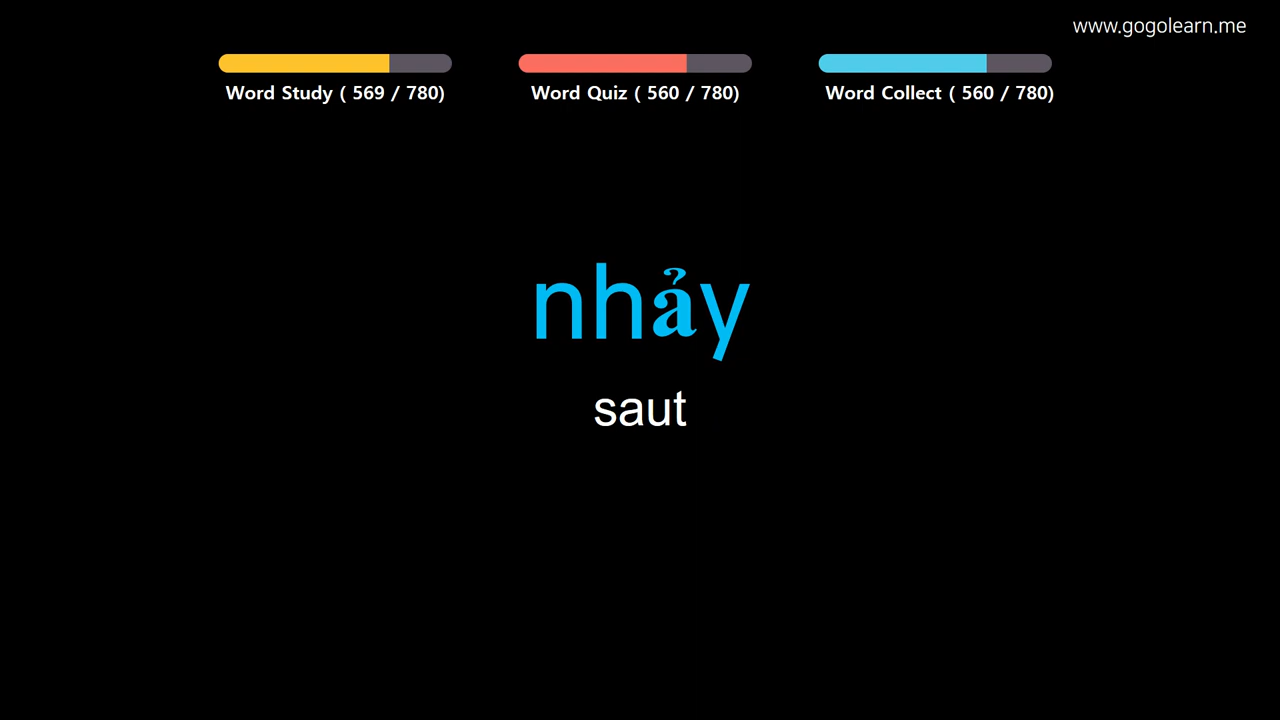 www.gogolearn.me
Word Study ( 569 / 780)
Word Quiz ( 560 / 780)
Word Collect ( 560 / 780)
nhảy
saut